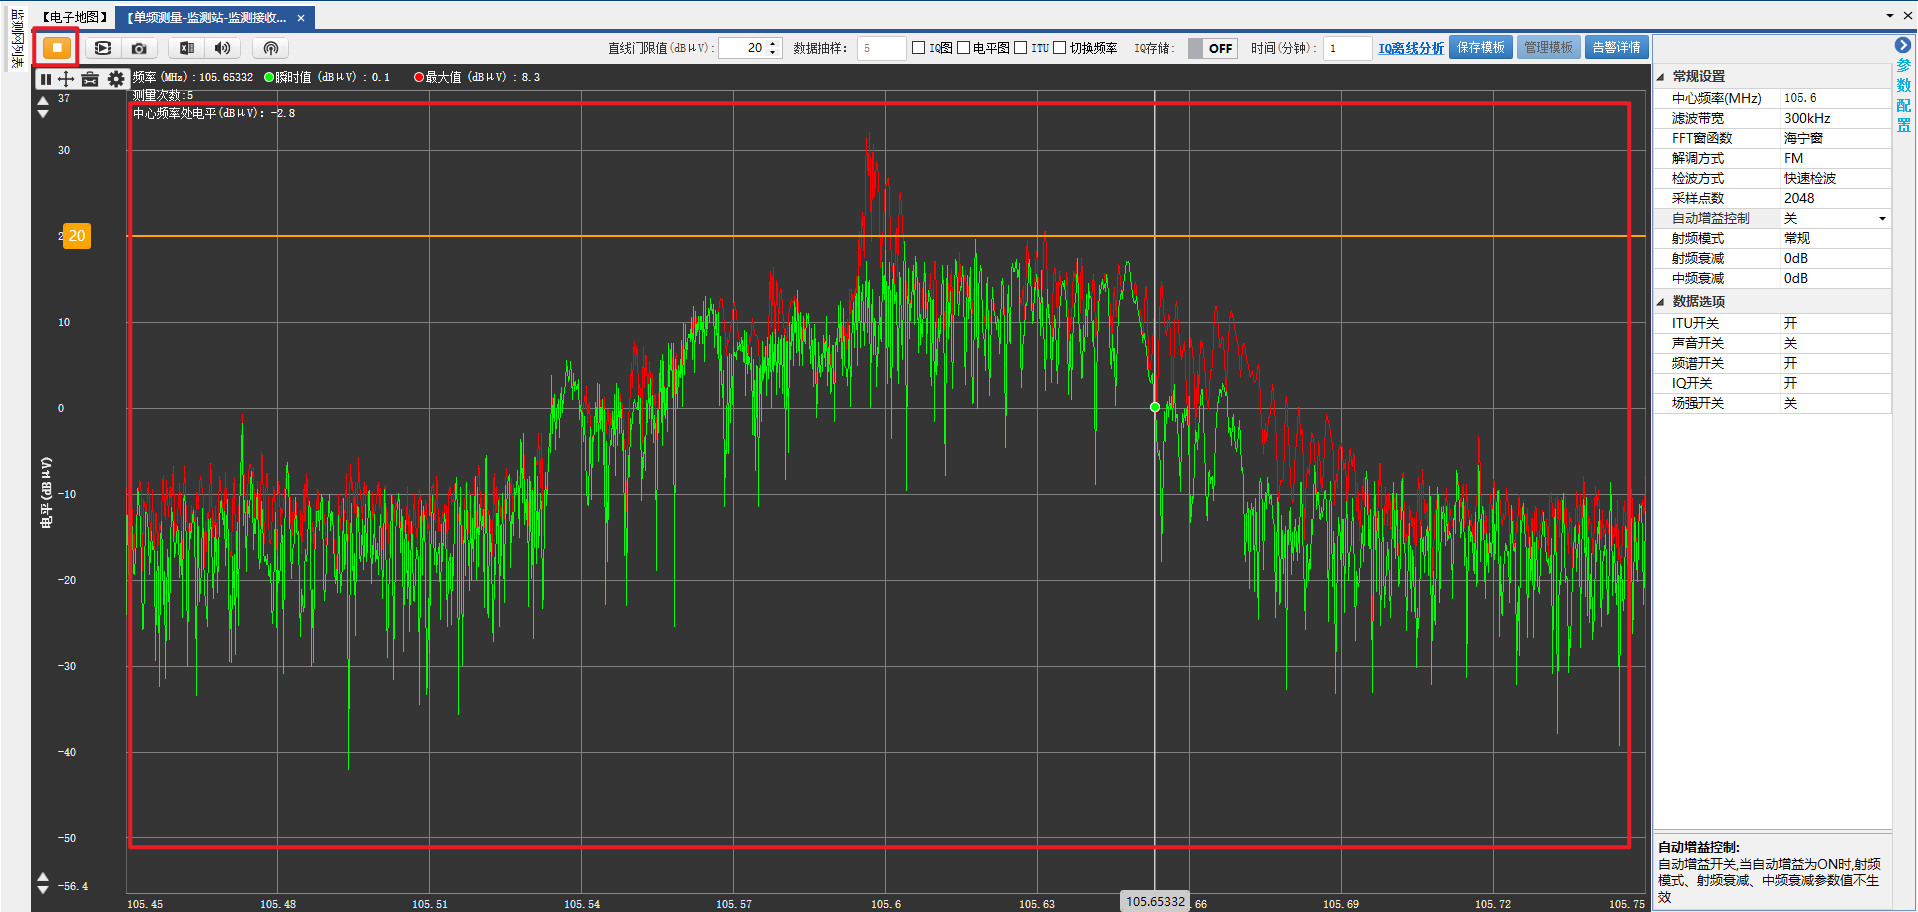 监测网列表
【电子地图】
【单频测量-监测站-监测接收... ×
直线门限值(dBμV): 20
数据抽样: 5
IQ图
电平图
ITU
切换频率
IQ存储: OFF
时间(分钟): 1
IQ离线分析
保存模板
管理模板
告警详情
频率(MHz):105.65332
瞬时值(dBμV):0.1
最大值(dBμV):8.3
测量次数:5
中心频率处电平(dBμV): -2.8
37
30
20
10
0
-10
-20
-30
-40
-50
-56.4
电平(dBμV)
105.45
105.48
105.51
105.54
105.57
105.6
105.63
105.65332
.66
105.69
105.72
105.75
参数配置
常规设置
中心频率(MHz) 105.6
滤波带宽 300kHz
FFT窗函数 海宁窗
解调方式 FM
检波方式 快速检波
采样点数 2048
自动增益控制 关
射频模式 常规
射频衰减 0dB
中频衰减 0dB
数据选项
ITU开关 开
声音开关 关
频谱开关 开
IQ开关 开
场强开关 关
自动增益控制:
自动增益开关,当自动增益为ON时,射频
模式、射频衰减、中频衰减参数值不生
效